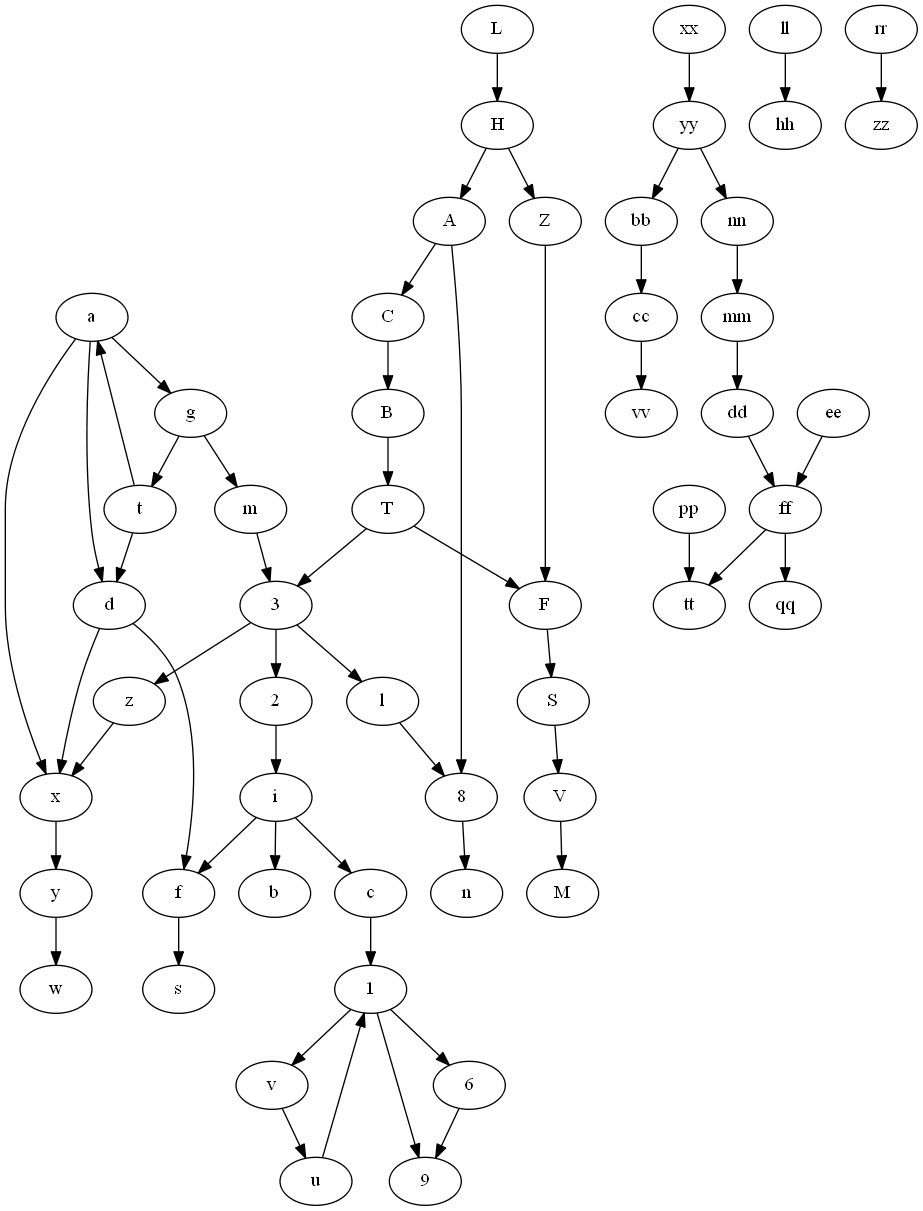 L xx ll rr
H yy hh zz
A Z bb nn
a C cc mm
g B vv dd ee
t m T pp ff
d 3 F tt qq
z 2 l S
x i 8 V
y f b c n M
w s 1
v 6
u 9